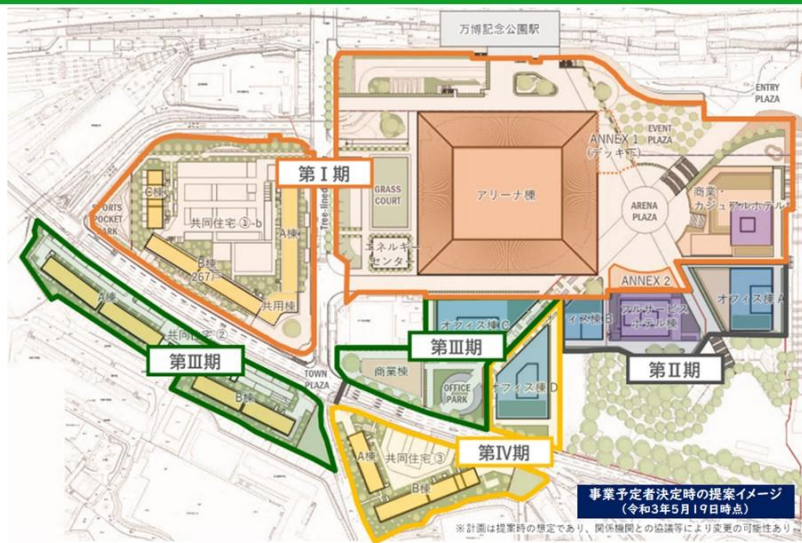 万博記念公園駅
ENTRY
PLAZA
ANNEX 1
(デッキ下)
EVENT
PLAZA
第Ⅰ期
C棟
SPORTS
POCKET
PARK
共同住宅 ①-b
A棟
B棟
267戸
共用棟
Tree-lined
GRASS
COURT
アリーナ棟
ARENA
PLAZA
商業・
カジュアルホテル
エネルギー
センター
ANNEX 2
A棟
共同住宅 ②
第Ⅲ期
B棟
TOWN
PLAZA
オフィス棟 C
第Ⅲ期
商業棟
OFFICE
PARK
オフィス棟 D
フルサービス
ホテル棟
オフィス棟 A
第Ⅱ期
第Ⅳ期
A棟
共同住宅 ③
B棟
事業予定者決定時の提案イメージ
(令和3年5月19日時点)
※計画は提案時の想定であり、関係機関との協議等により変更の可能性あり